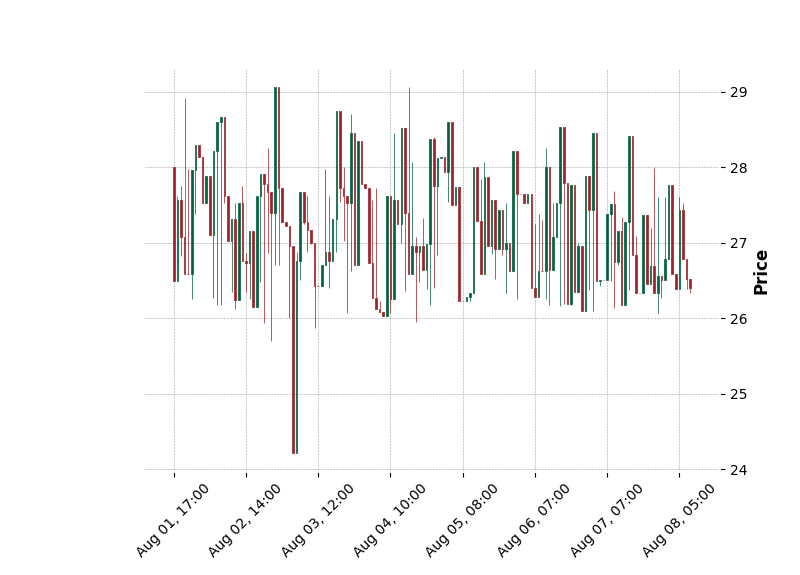 29
28
27
26
25
24
Price
Aug 01, 17:00
Aug 02, 14:00
Aug 03, 12:00
Aug 04, 10:00
Aug 05, 08:00
Aug 06, 07:00
Aug 07, 07:00
Aug 08, 05:00